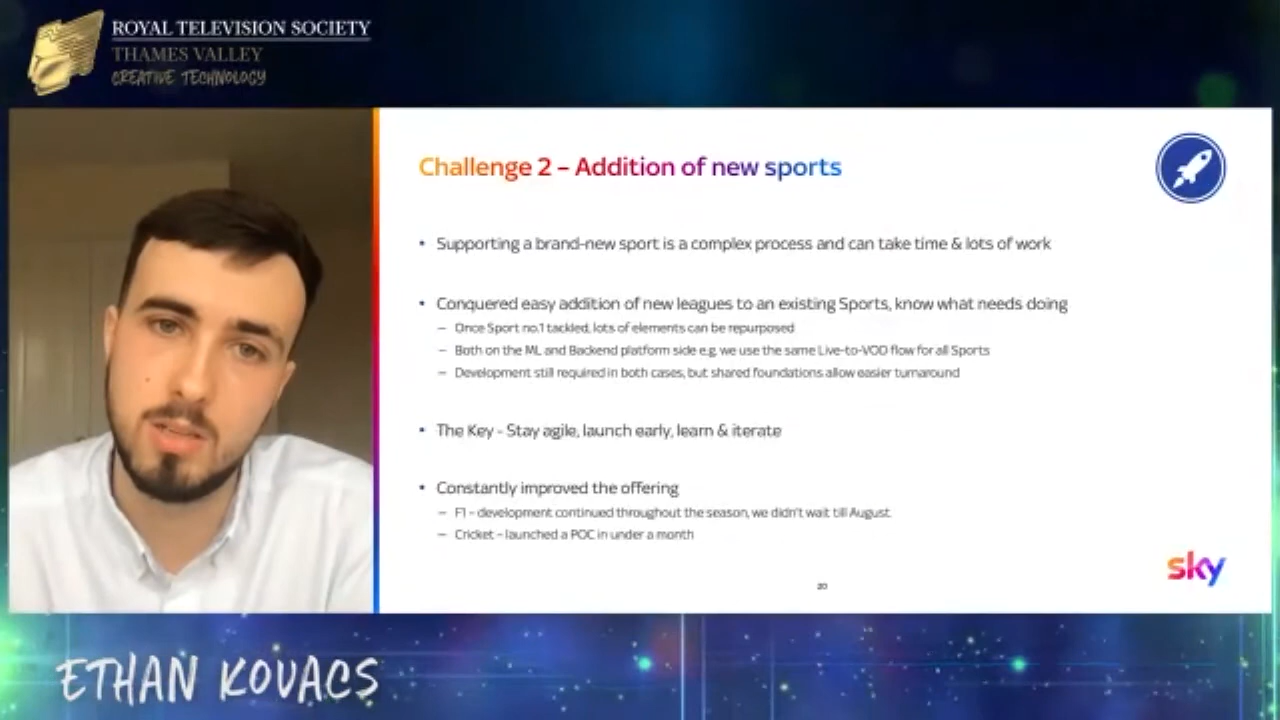 ROYAL TELEVISION SOCIETY
THAMES VALLEY
CREATIVE TECHNOLOGY
Challenge 2 – Addition of new sports
• Supporting a brand-new sport is a complex process and can take time & lots of work
• Conquered easy addition of new leagues to an existing Sports, know what needs doing
– Once Sport no.1 tackled, lots of elements can be repurposed
– Both on the ML and Backend platform side e.g. we use the same Live-to-VOD flow for all Sports
– Development still required in both cases, but shared foundations allow easier turnaround
• The Key - Stay agile, launch early, learn & iterate
• Constantly improved the offering
– F1 – development continued throughout the season, we didn't wait till August.
– Cricket – launched a POC in under a month
20
sky
ETHAN KOVACS